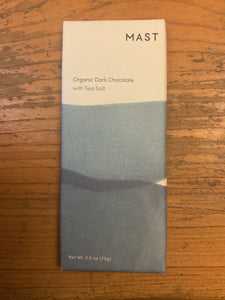 MAST
Organic Dark Chocolate
with Sea Salt
Net wt. 2.5 oz (70g)